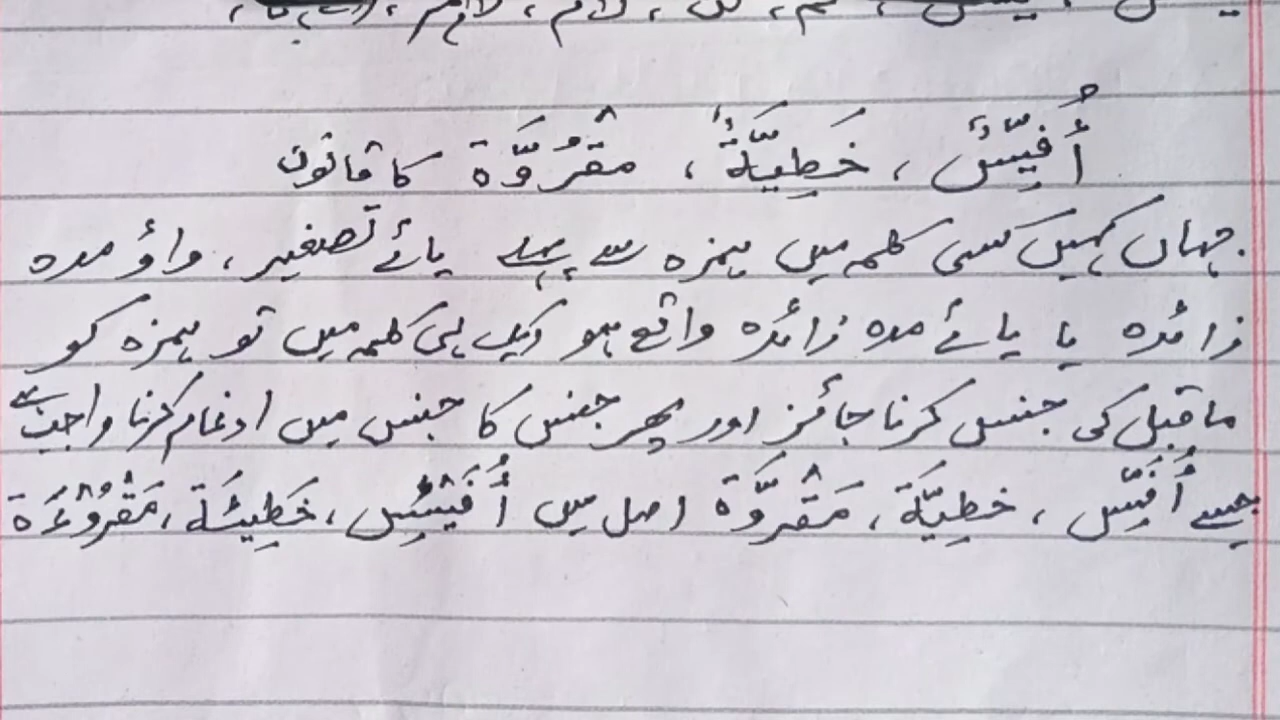 أُفَيِّسٌ ، خَطِيَّةٌ ، مَقْرُوَّة کا قانون
جہاں کہیں کسی کلمہ میں ہمزہ سے پہلے یائے تصغیر ، واؤ مدہ
زائدہ یا یائے مدہ زائدہ واقع ہو ایک ہی کلمہ میں تو ہمزہ کو
ماقبل کی جنس کرنا جائز اور پھر جنس کا جنس میں ادغام کرنا واجب ہے
جیسے أُفَيِّس ، خطِيَّة ، مَقْرُوَّة اصل میں أُفَيْئِس ، خَطِيئَة ، مَقْرُوْءَة